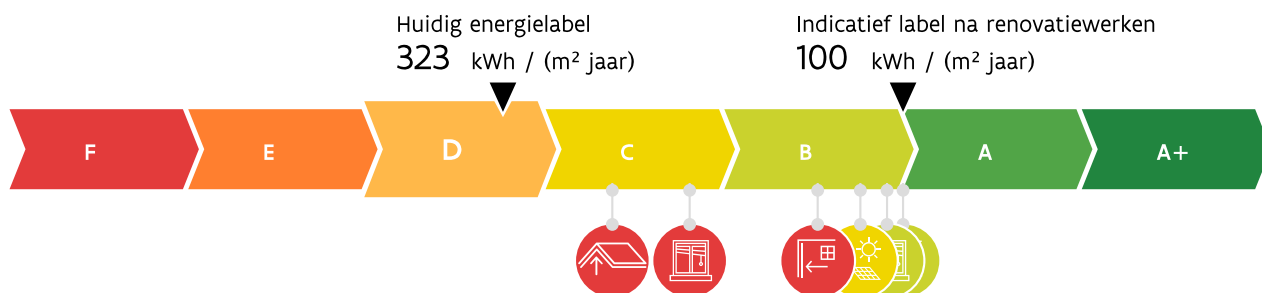 Huidig energielabel
323 kWh / (m² jaar)
Indicatief label na renovatiewerken
100 kWh / (m² jaar)
F E D C B A A+